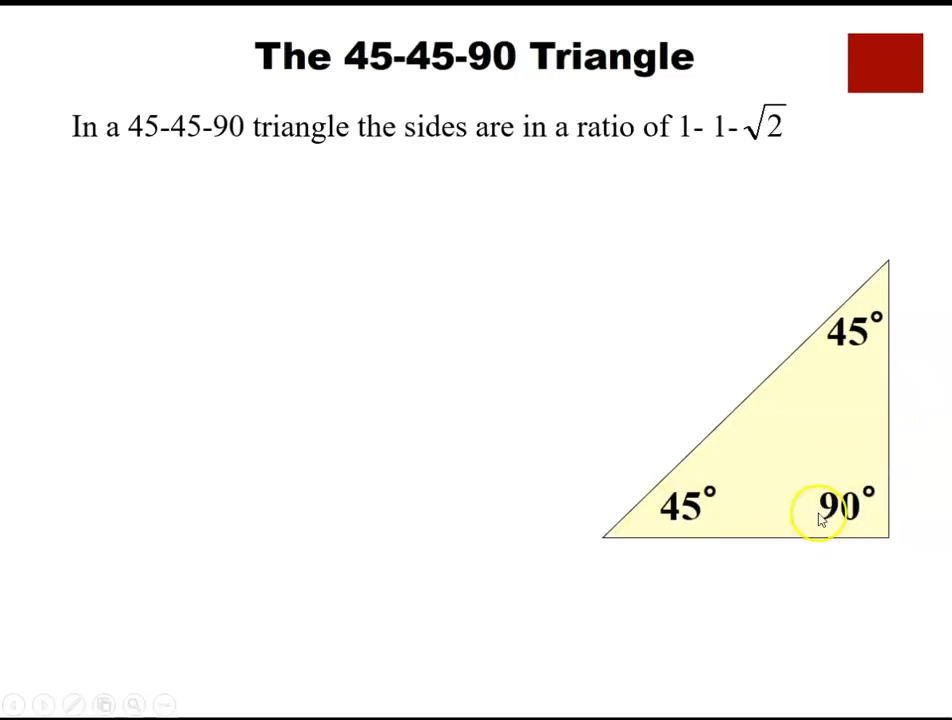 The 45-45-90 Triangle
In a 45-45-90 triangle the sides are in a ratio of 1- 1-√2
45°
45°
90°